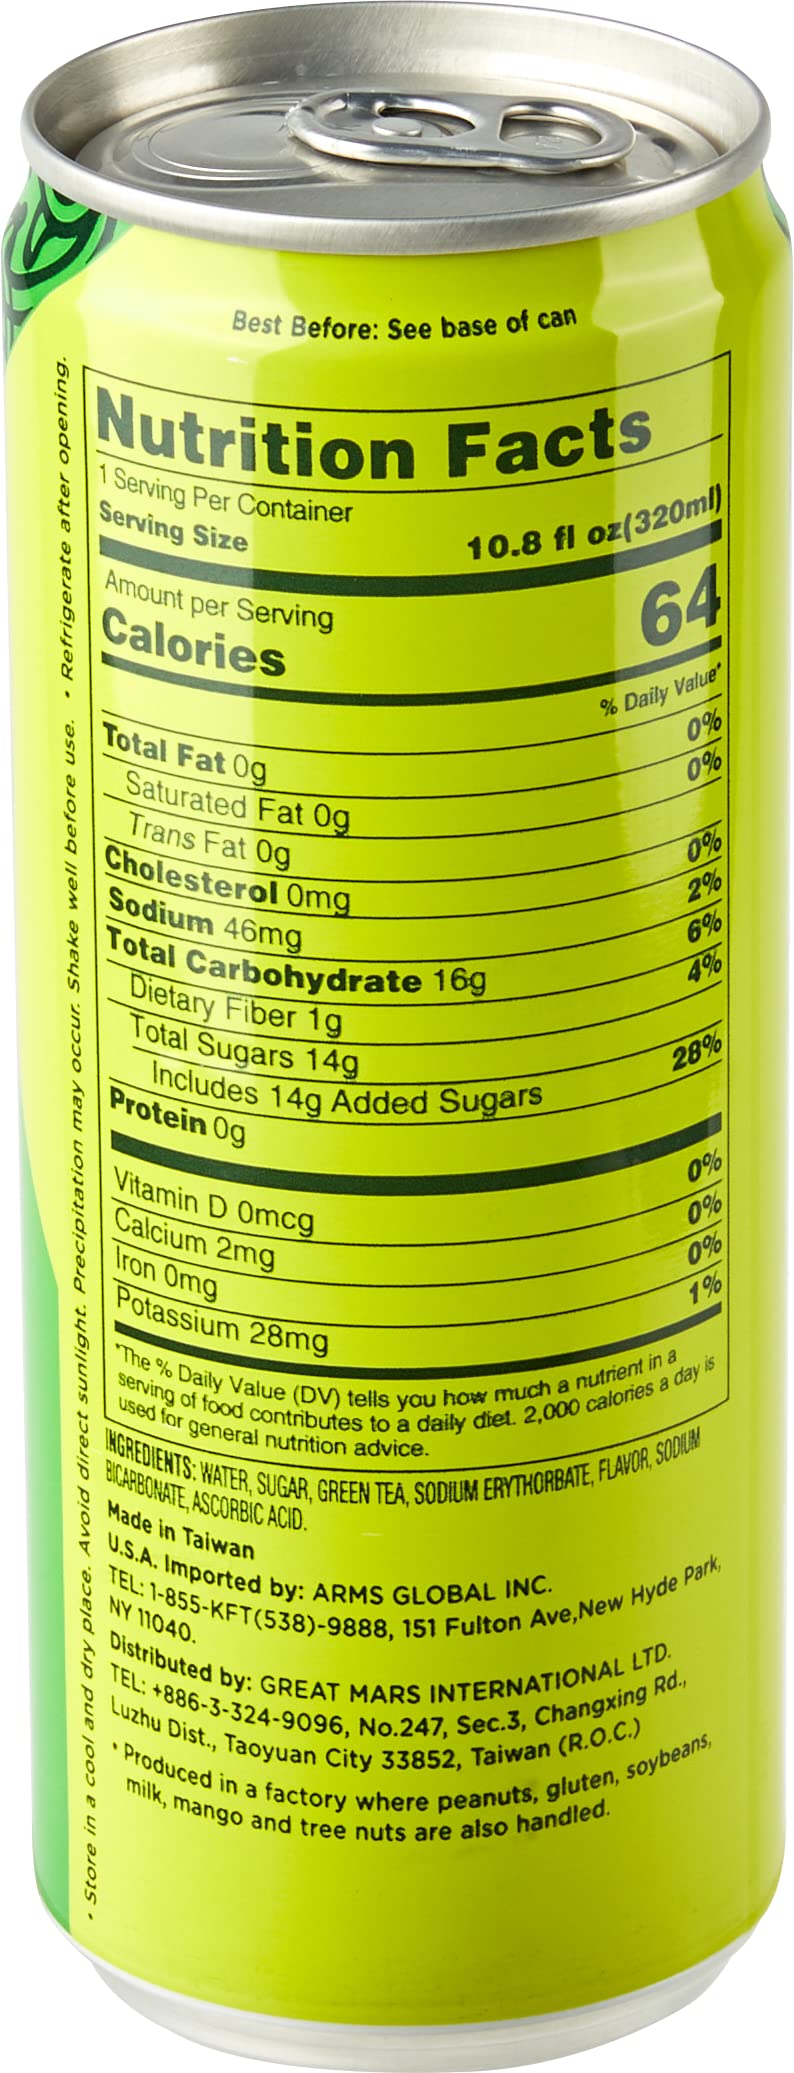 Best Before: See base of can
Nutrition Facts
1 Serving Per Container
Serving Size 10.8 fl oz(320ml)
Amount per Serving
Calories 64
% Daily Value*
Total Fat 0g 0%
Saturated Fat 0g 0%
Trans Fat 0g
Cholesterol 0mg 0%
Sodium 46mg 2%
Total Carbohydrate 16g 6%
Dietary Fiber 1g 4%
Total Sugars 14g
Includes 14g Added Sugars 28%
Protein 0g
Vitamin D 0mcg 0%
Calcium 2mg 0%
Iron 0mg 0%
Potassium 28mg 1%
*The % Daily Value (DV) tells you how much a nutrient in a
serving of food contributes to a daily diet. 2,000 calories a day is
used for general nutrition advice.
INGREDIENTS: WATER, SUGAR, GREEN TEA, SODIUM ERYTHORBATE, FLAVOR, SODIUM
BICARBONATE, ASCORBIC ACID.
Made in Taiwan
U.S.A. Imported by: ARMS GLOBAL INC.
TEL: 1-855-KFT(538)-9888, 151 Fulton Ave,New Hyde Park,
NY 11040.
Distributed by: GREAT MARS INTERNATIONAL LTD.
TEL: +886-3-324-9096, No.247, Sec.3, Changxing Rd.,
Luzhu Dist., Taoyuan City 33852, Taiwan (R.O.C.)
• Produced in a factory where peanuts, gluten, soybeans,
milk, mango and tree nuts are also handled.
• Store in a cool and dry place. Avoid direct sunlight. Precipitation may occur. Shake well before use. • Refrigerate after opening.